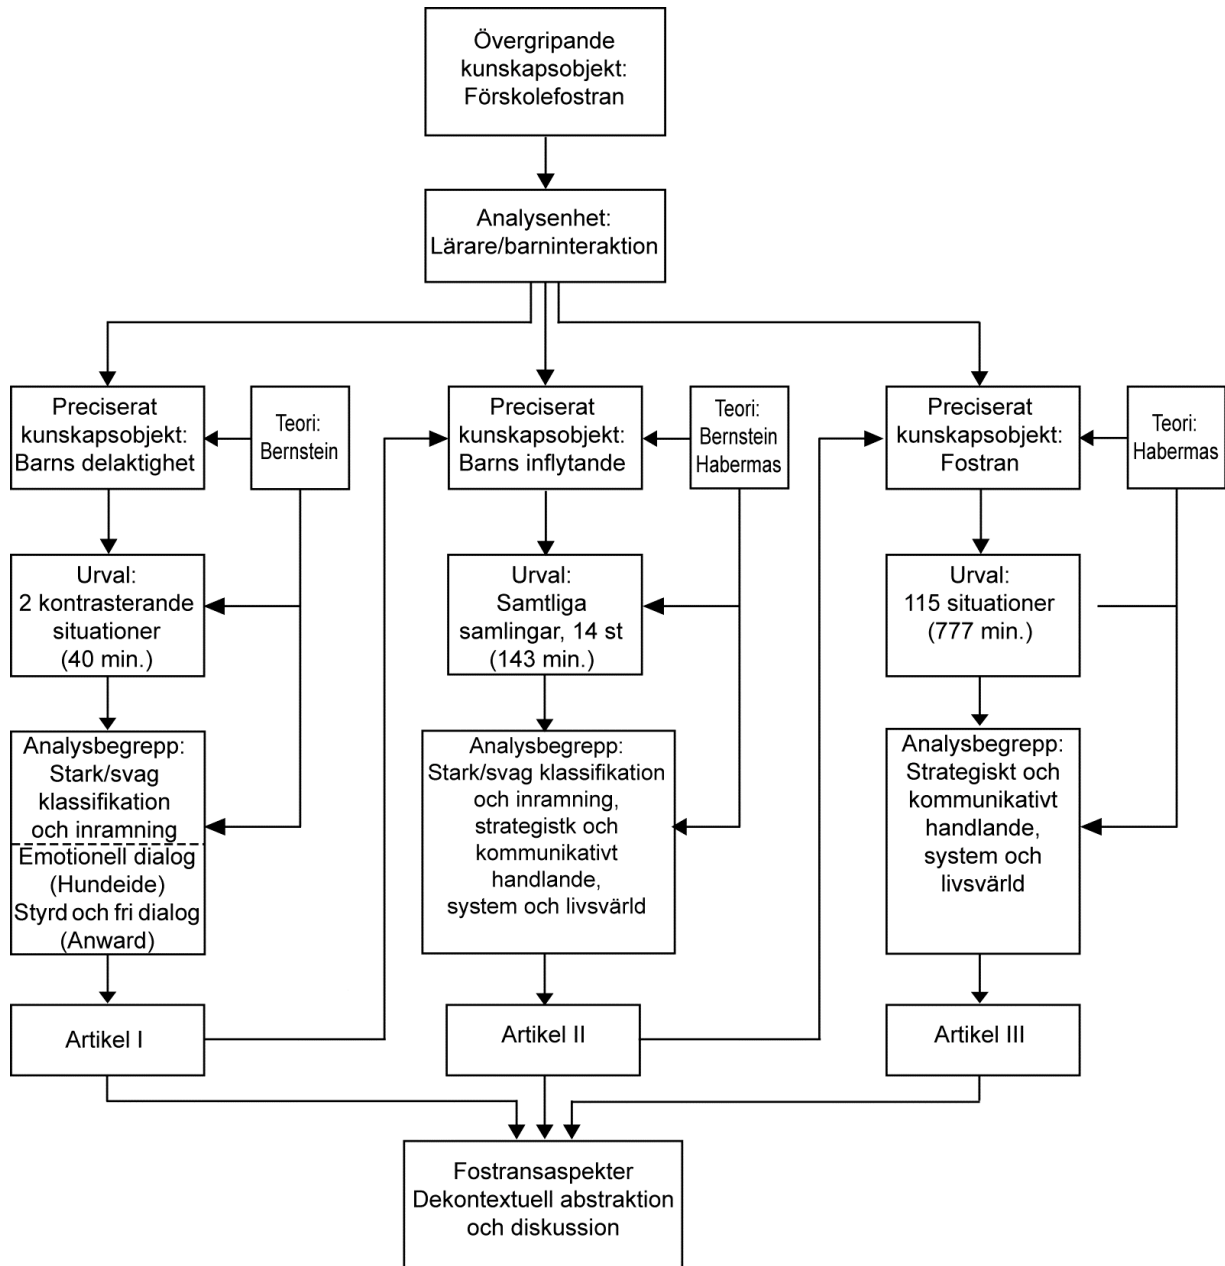 Övergripande
kunskapsobjekt:
Förskolefostran
Analysenhet:
Lärare/barninteraktion
Preciserat
kunskapsobjekt:
Barns delaktighet
Teori:
Bernstein
Preciserat
kunskapsobjekt:
Barns inflytande
Teori:
Bernstein
Habermas
Preciserat
kunskapsobjekt:
Fostran
Teori:
Habermas
Urval:
2 kontrasterande
situationer
(40 min.)
Urval:
Samtliga
samlingar, 14 st
(143 min.)
Urval:
115 situationer
(777 min.)
Analysbegrepp:
Stark/svag
klassifikation
och inramning
Emotionell dialog
(Hundeide)
Styrd och fri dialog
(Anward)
Analysbegrepp:
Stark/svag klassifikation
och inramning,
strategistk och
kommunikativt
handlande,
system och livsvärld
Analysbegrepp:
Strategiskt och
kommunikativt
handlande,
system och
livsvärld
Artikel I
Artikel II
Artikel III
Fostransaspekter
Dekontextuell abstraktion
och diskussion